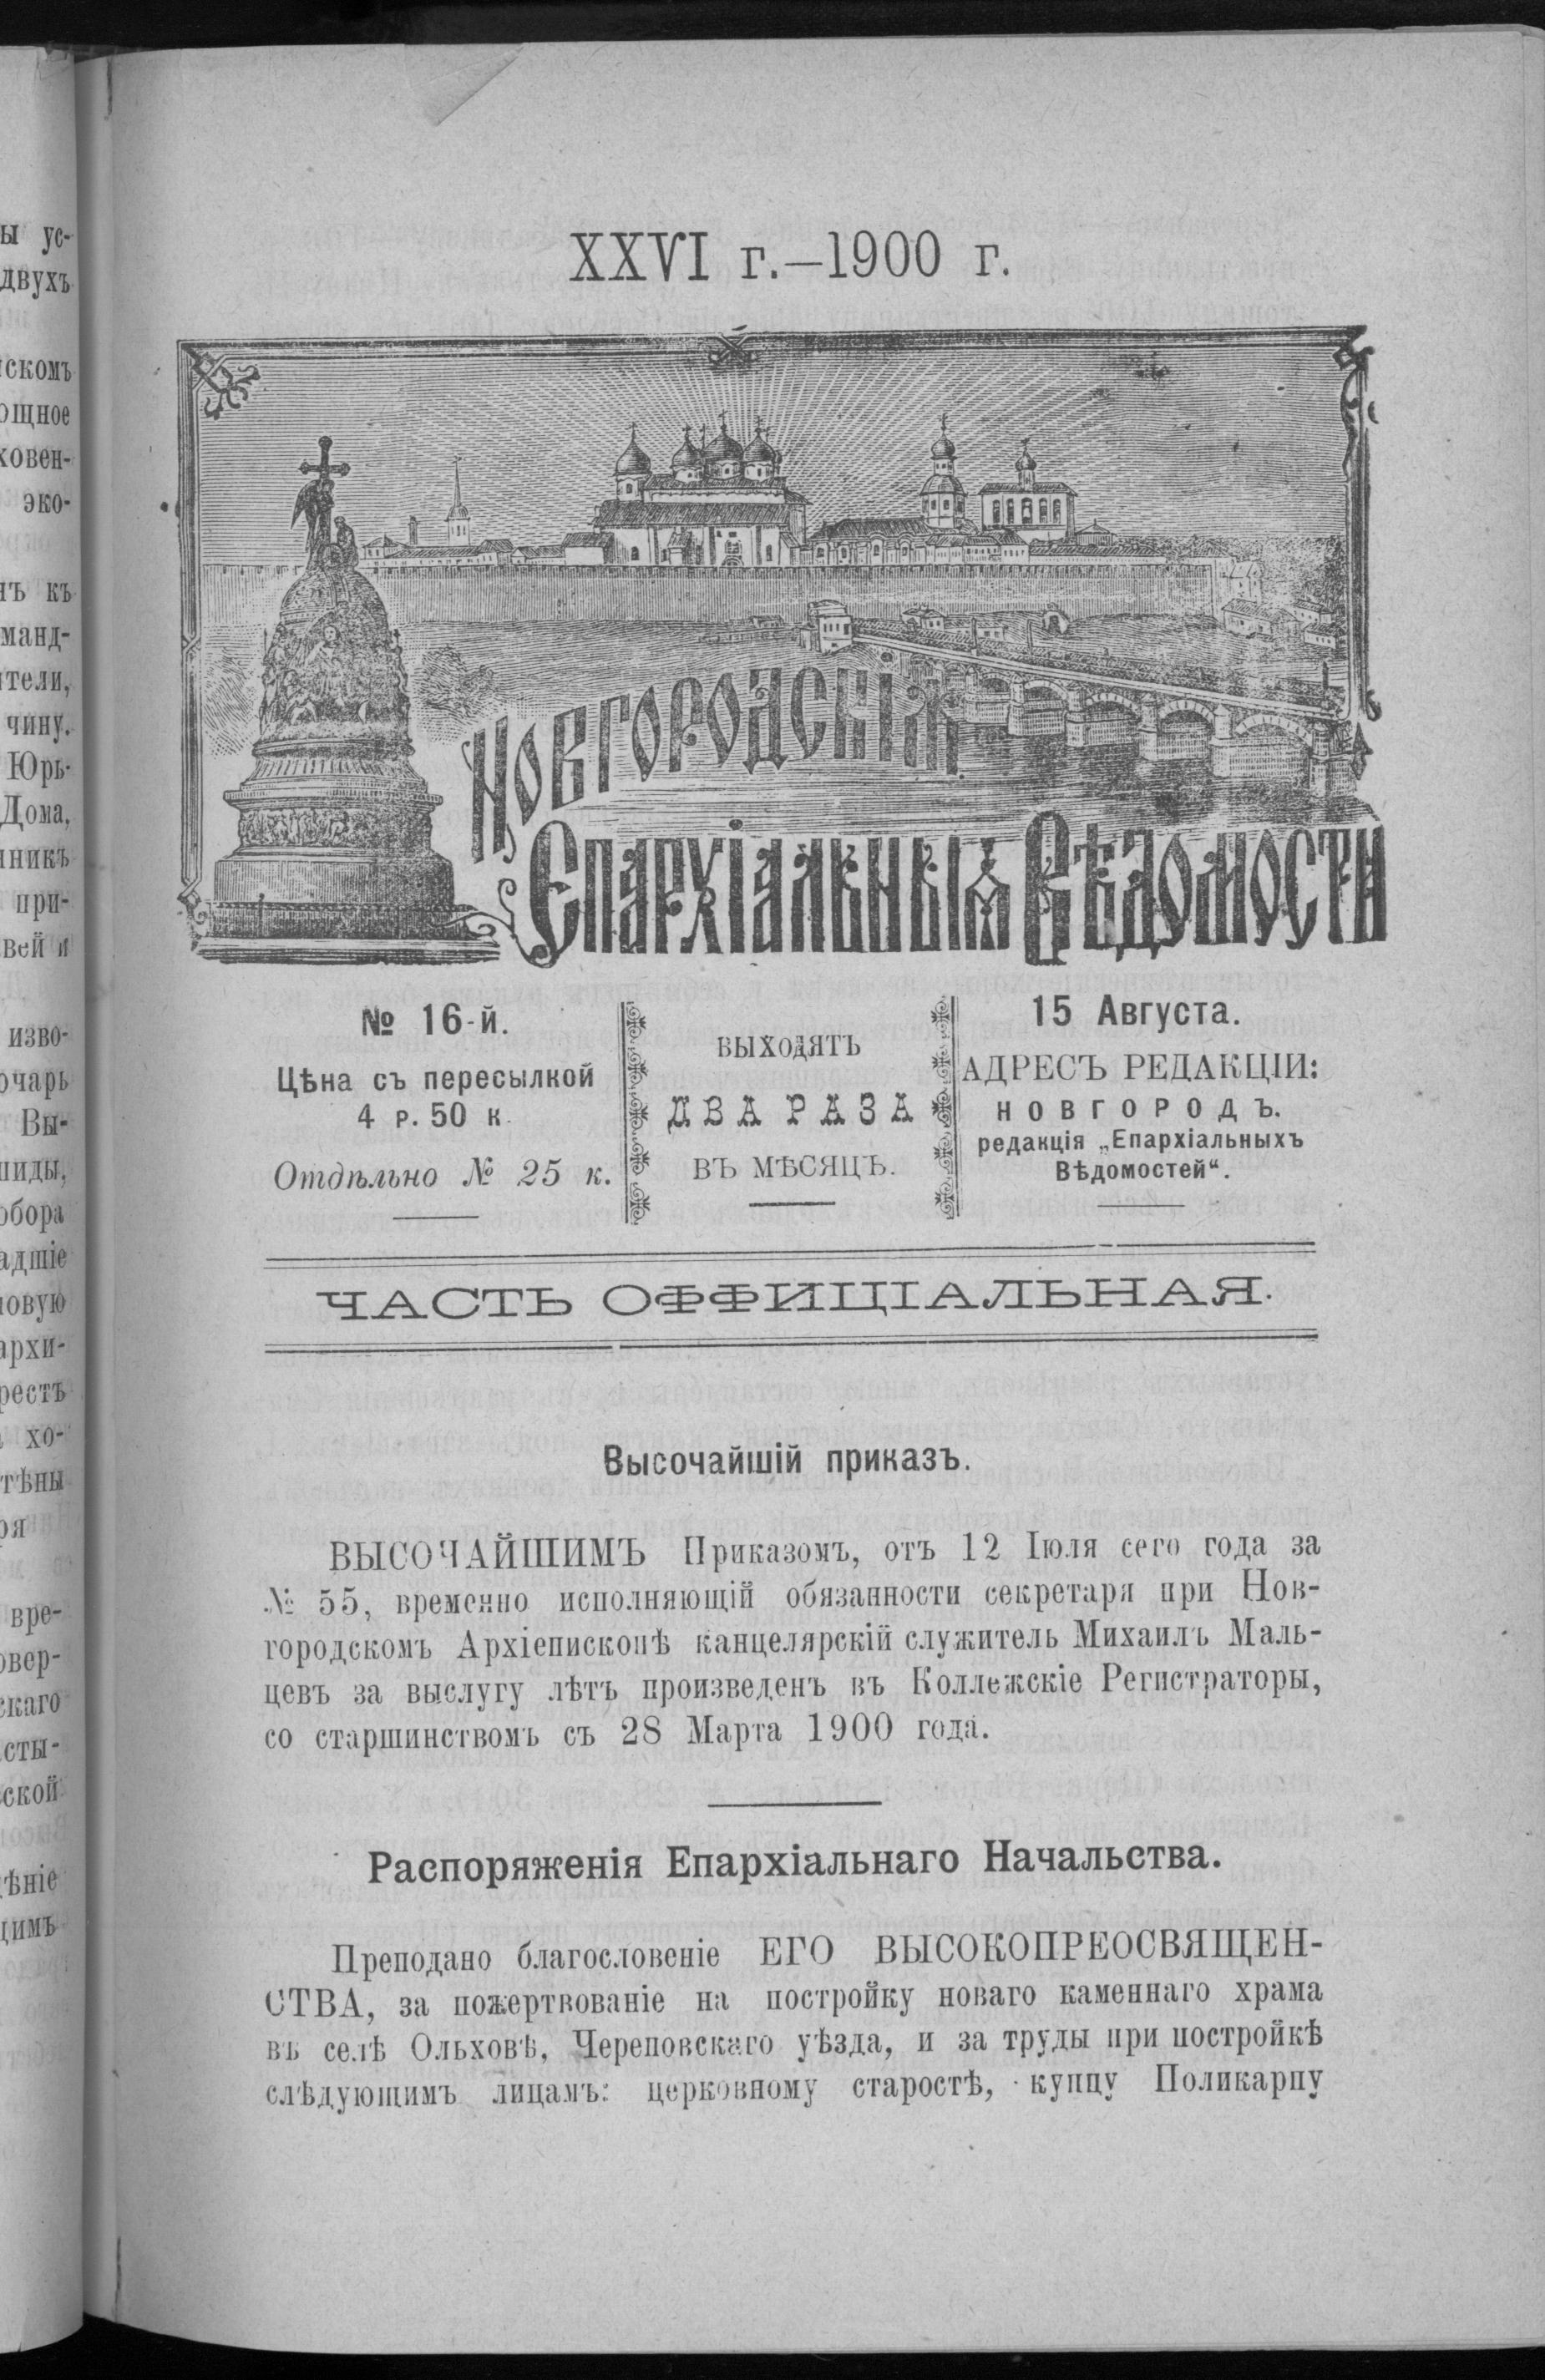 XXVI г.—1900 г.
Новгородскія
Епархіальныя Вѣдомости
№ 16-й.
Цѣна съ пересылкой
4 р. 50 к.
Отдѣльно № 25 к.
ВЫХОДЯТЪ
ДВА РАЗА
ВЪ МѢСЯЦЪ.
15 Августа.
АДРЕСЪ РЕДАКЦІИ:
НОВГОРОДЪ.
редакція „Епархіальныхъ
Вѣдомостей“.
ЧАСТЬ ОФФИЦІАЛЬНАЯ.
Высочайшій приказъ.
ВЫСОЧАЙШИМЪ Приказомъ, отъ 12 Іюля сего года за
№ 55, временно исполняющій обязанности секретаря при Нов-
городскомъ Архіепископѣ канцелярскій служитель Михаилъ Маль-
цевъ за выслугу лѣтъ произведенъ въ Коллежскіе Регистраторы,
со старшинствомъ съ 28 Марта 1900 года.
Распоряженія Епархіальнаго Начальства.
Преподано благословеніе ЕГО ВЫСОКОПРЕОСВЯЩЕН-
СТВА, за пожертвованіе на постройку новаго каменнаго храма
въ селѣ Ольховѣ, Череповскаго уѣзда, и за труды при постройкѣ
слѣдующимъ лицамъ: церковному старостѣ, купцу Поликарпу